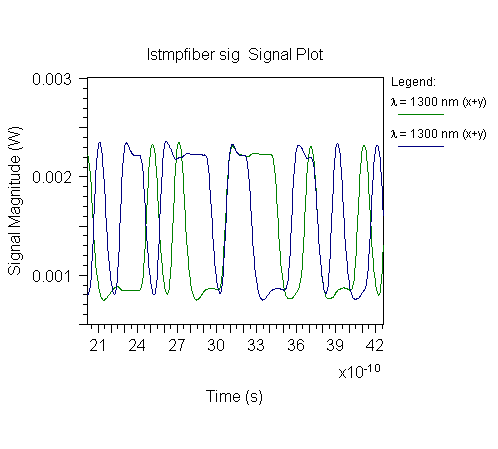 lstmpfiber sig Signal Plot
Legend:
λ = 1300 nm (x+y)
λ = 1300 nm (x+y)
Signal Magnitude (W)
0.003
0.002
0.001
21 24 27 30 33 36 39 42
x10-10
Time (s)